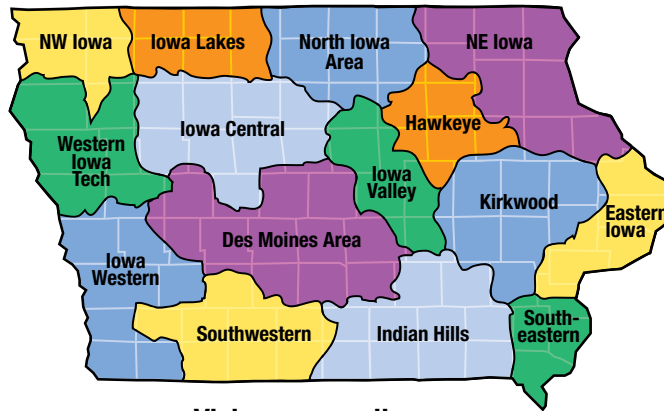 NW Iowa
Iowa Lakes
North Iowa
Area
NE Iowa
Western
Iowa
Tech
Iowa Central
Hawkeye
Iowa
Valley
Kirkwood
Eastern
Iowa
Iowa
Western
Des Moines Area
Southwestern
Indian Hills
South-
eastern